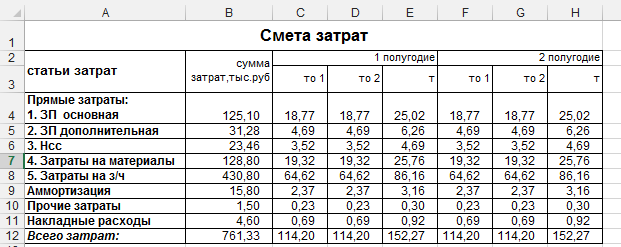 A B C D E F G H
1 Смета затрат
2 статьи затрат сумма затрат,тыс.руб 1 полугодие 2 полугодие
3 то 1 то 2 т то 1 то 2 т
Прямые затраты:
4 1. ЗП основная 125,10 18,77 18,77 25,02 18,77 18,77 25,02
5 2. ЗП дополнительная 31,28 4,69 4,69 6,26 4,69 4,69 6,26
6 3. Нсс 23,46 3,52 3,52 4,69 3,52 3,52 4,69
7 4. Затраты на материалы 128,80 19,32 19,32 25,76 19,32 19,32 25,76
8 5. Затраты на з/ч 430,80 64,62 64,62 86,16 64,62 64,62 86,16
9 Аммортизация 15,80 2,37 2,37 3,16 2,37 2,37 3,16
10 Прочие затраты 1,50 0,23 0,23 0,30 0,23 0,23 0,30
11 Накладные расходы 4,60 0,69 0,69 0,92 0,69 0,69 0,92
12 Всего затрат: 761,33 114,20 114,20 152,27 114,20 114,20 152,27